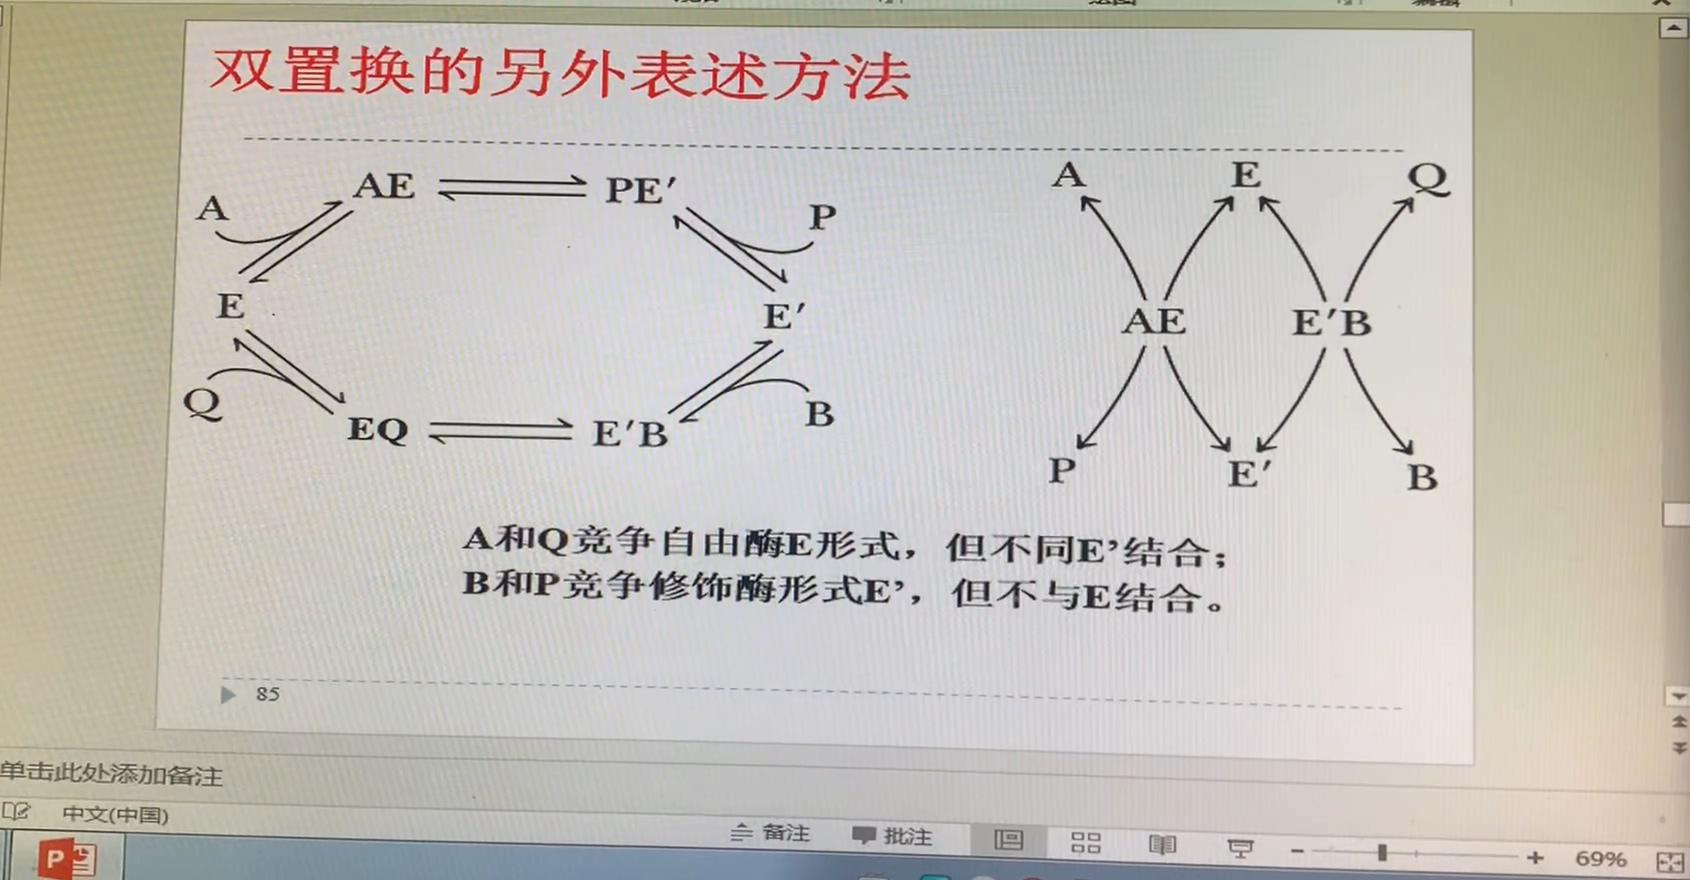 双置换的另外表述方法
A
AE
PE′
P
E
E′
Q
EQ
E′B
B
A
E
Q
AE
E′B
P
E′
B
A和Q竞争自由酶E形式，但不同E’结合；
B和P竞争修饰酶形式E’，但不与E结合。
85
单击此处添加备注
中文(中国)
备注
批注
69%
P